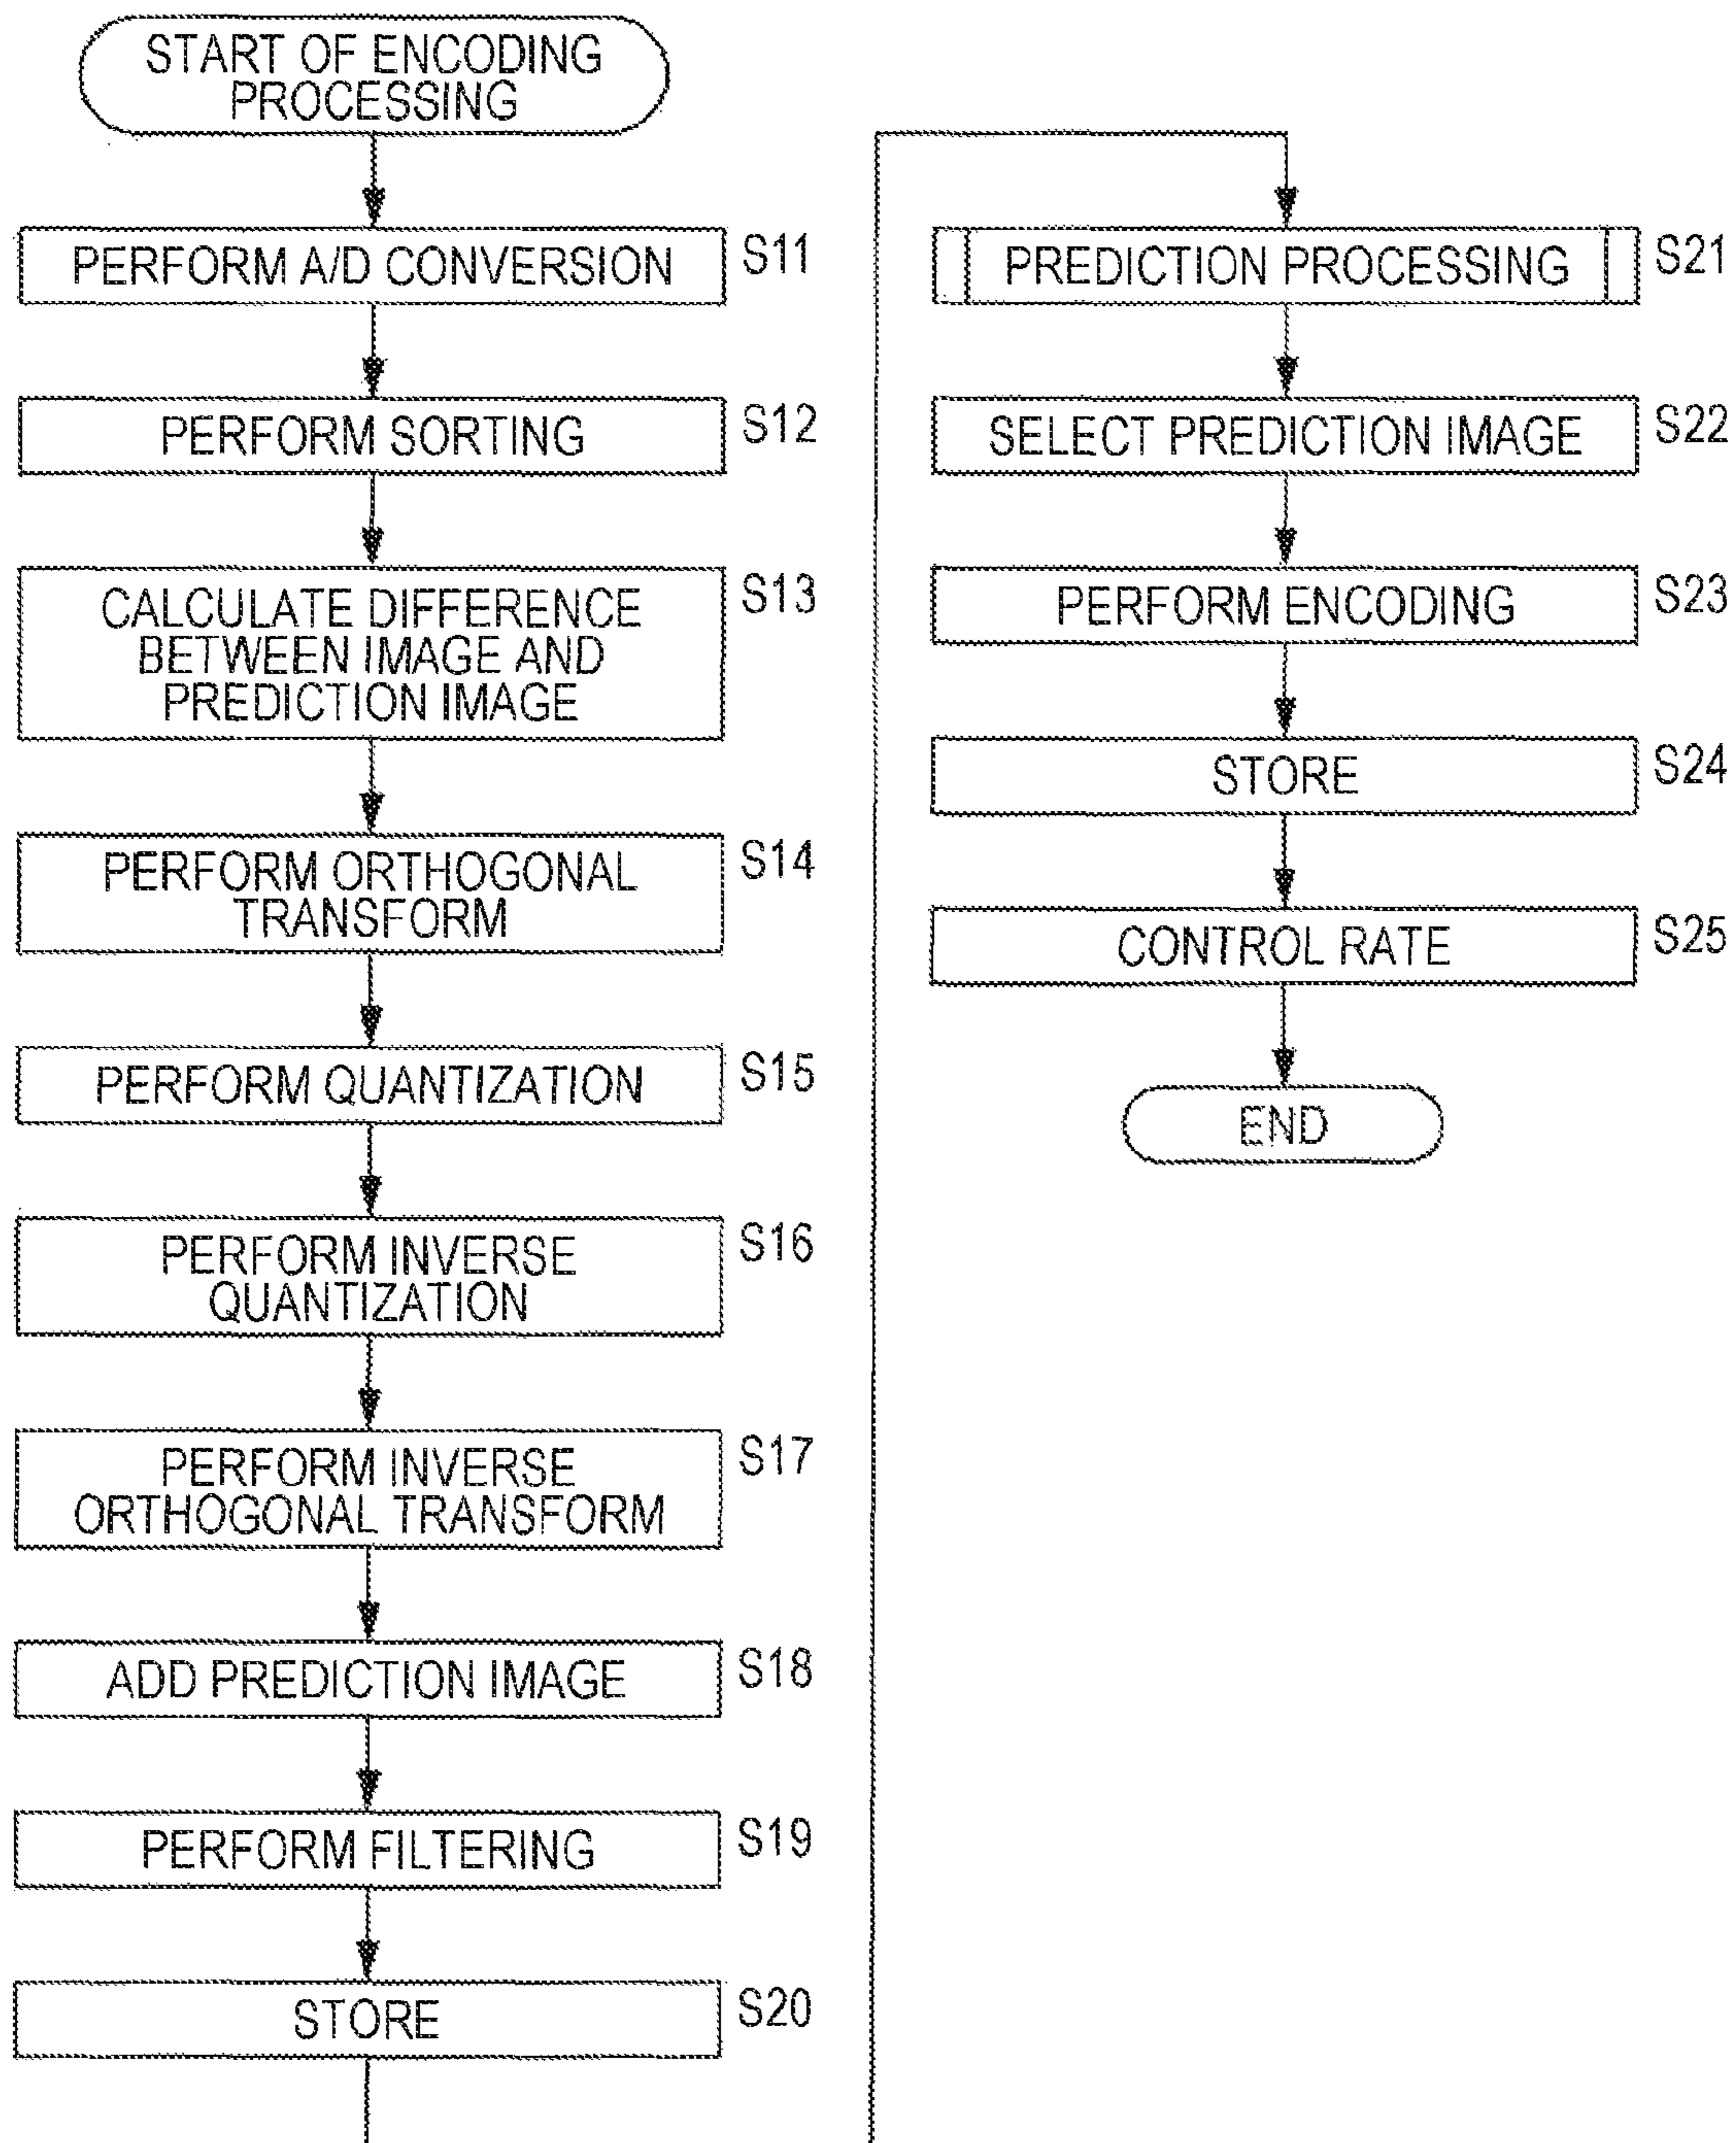 START OF ENCODING
PROCESSING
PERFORM A/D CONVERSION
S11
PERFORM SORTING
S12
CALCULATE DIFFERENCE
BETWEEN IMAGE AND
PREDICTION IMAGE
S13
PERFORM ORTHOGONAL
TRANSFORM
S14
PERFORM QUANTIZATION
S15
PERFORM INVERSE
QUANTIZATION
S16
PERFORM INVERSE
ORTHOGONAL TRANSFORM
S17
ADD PREDICTION IMAGE
S18
PERFORM FILTERING
S19
STORE
S20
PREDICTION PROCESSING
S21
SELECT PREDICTION IMAGE
S22
PERFORM ENCODING
S23
STORE
S24
CONTROL RATE
S25
END